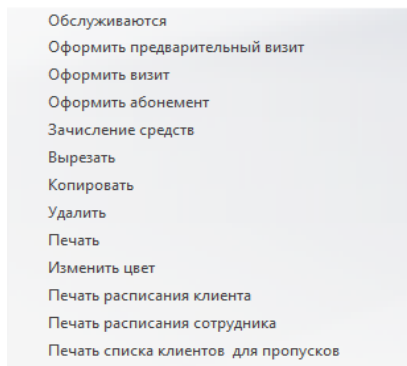 Обслуживаются
Оформить предварительный визит
Оформить визит
Оформить абонемент
Зачисление средств
Вырезать
Копировать
Удалить
Печать
Изменить цвет
Печать расписания клиента
Печать расписания сотрудника
Печать списка клиентов для пропусков